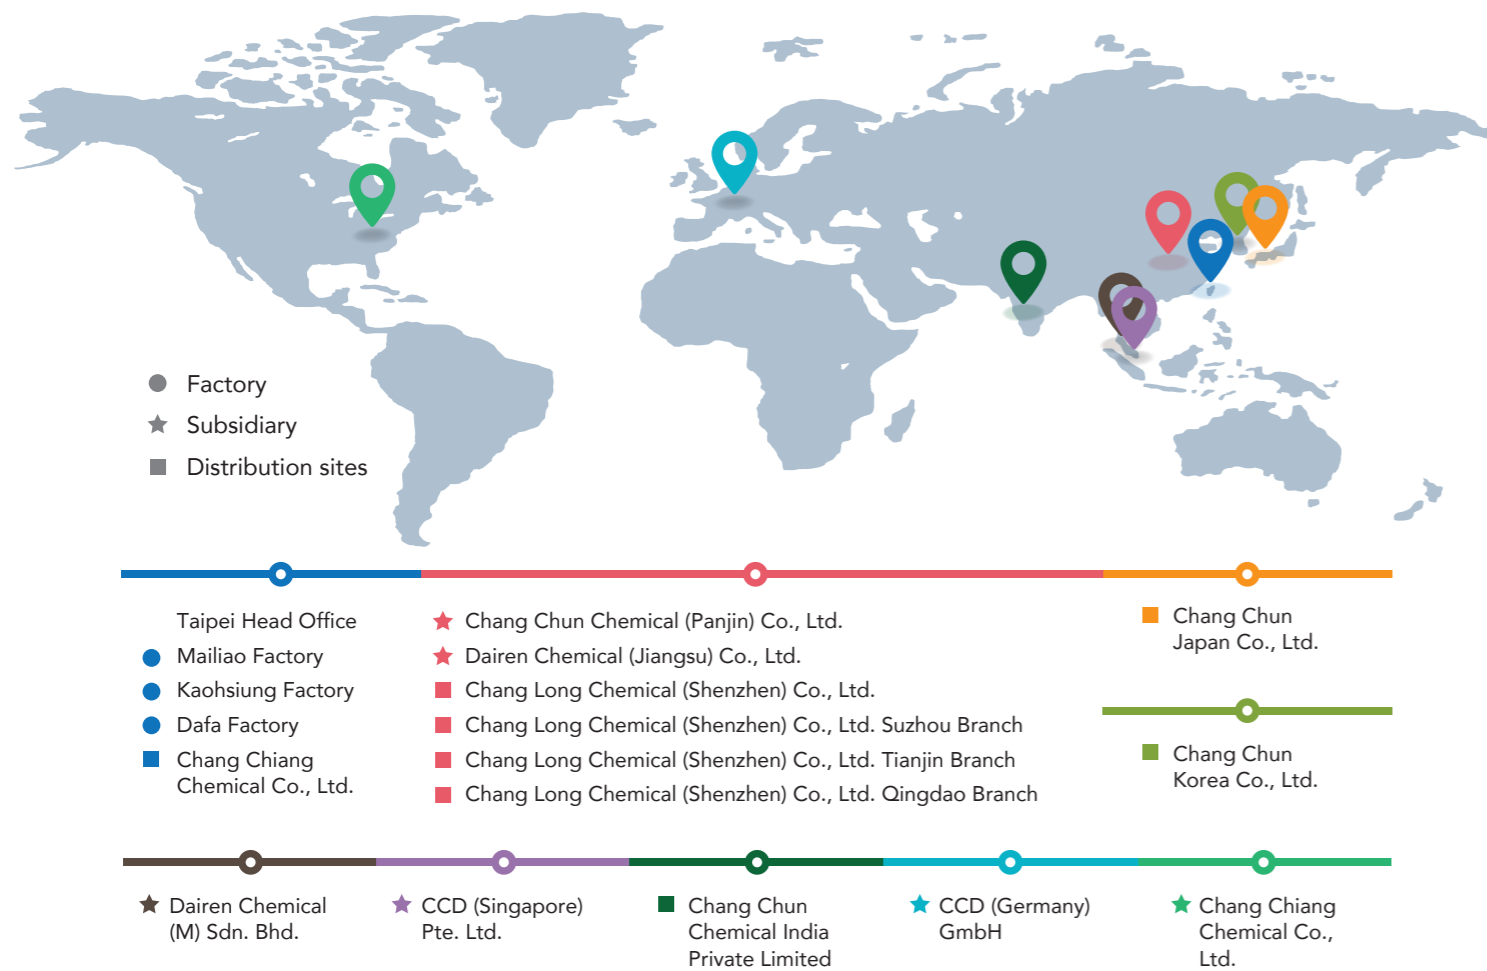 Factory
Subsidiary
Distribution sites
Taipei Head Office
Mailiao Factory
Kaohsiung Factory
Dafa Factory
Chang Chiang
Chemical Co., Ltd.
Chang Chun Chemical (Panjin) Co., Ltd.
Dairen Chemical (Jiangsu) Co., Ltd.
Chang Long Chemical (Shenzhen) Co., Ltd.
Chang Long Chemical (Shenzhen) Co., Ltd. Suzhou Branch
Chang Long Chemical (Shenzhen) Co., Ltd. Tianjin Branch
Chang Long Chemical (Shenzhen) Co., Ltd. Qingdao Branch
Chang Chun
Japan Co., Ltd.
Chang Chun
Korea Co., Ltd.
Dairen Chemical
(M) Sdn. Bhd.
CCD (Singapore)
Pte. Ltd.
Chang Chun
Chemical India
Private Limited
CCD (Germany)
GmbH
Chang Chiang
Chemical Co.,
Ltd.